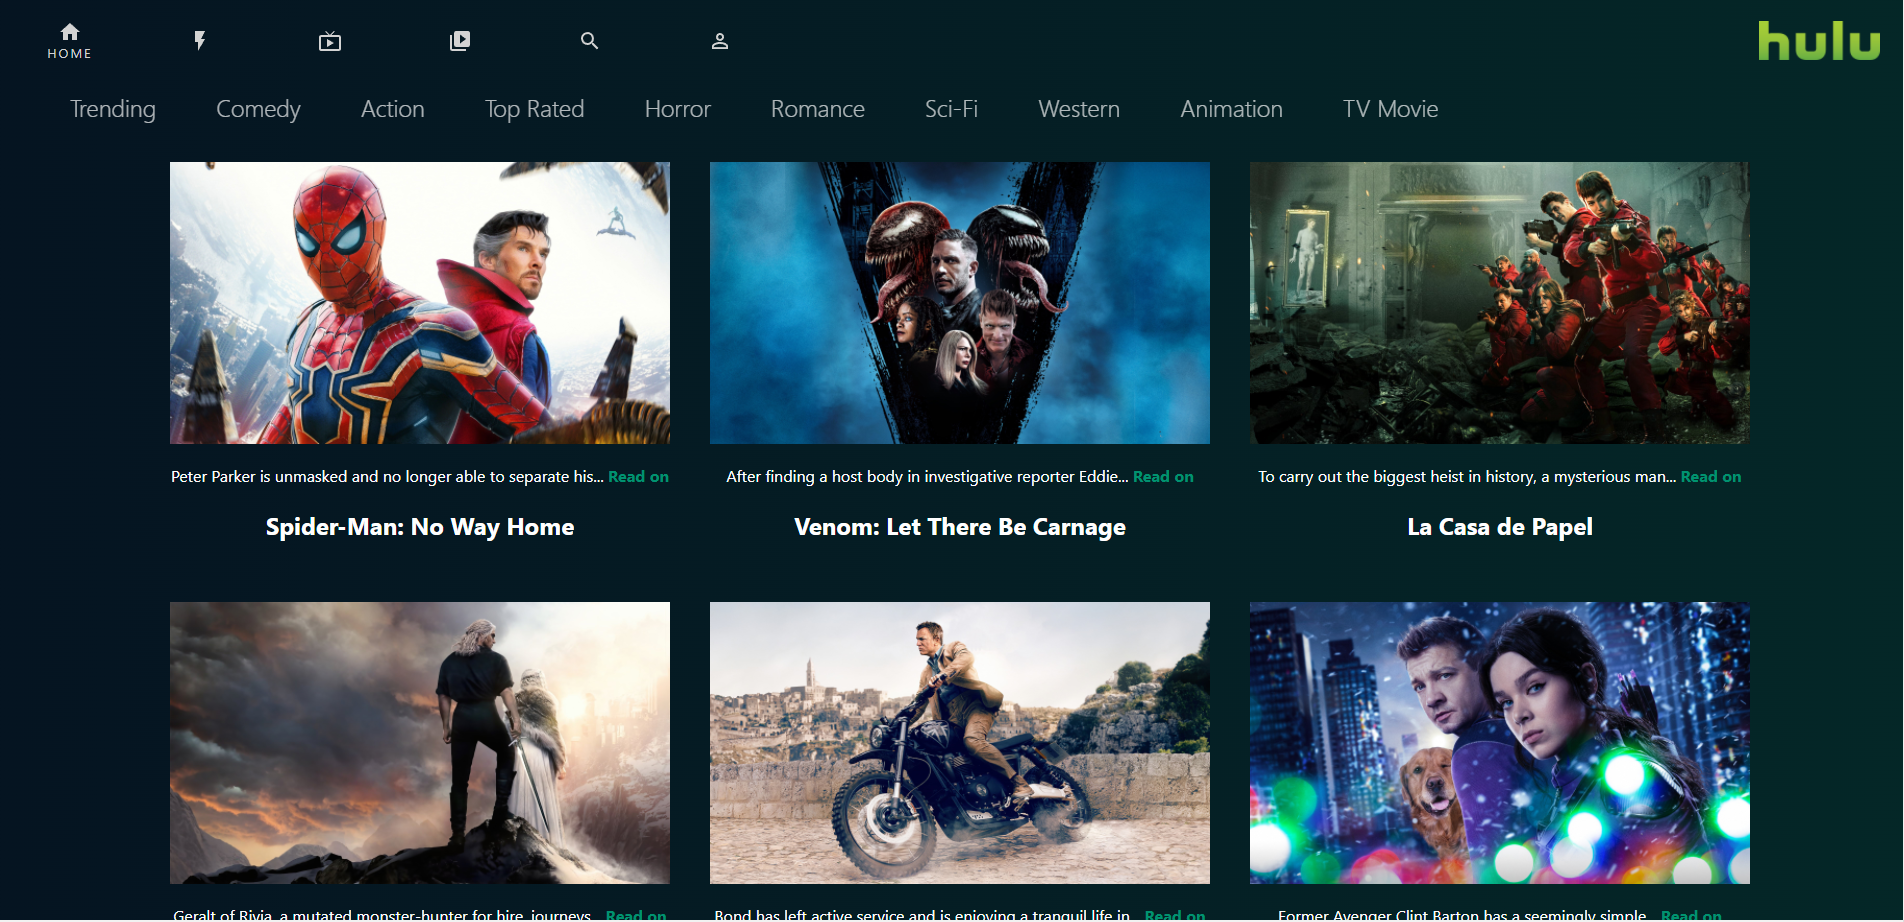 HOME
hulu
Trending Comedy Action Top Rated Horror Romance Sci-Fi Western Animation TV Movie
Peter Parker is unmasked and no longer able to separate his... Read on
Spider-Man: No Way Home
After finding a host body in investigative reporter Eddie... Read on
Venom: Let There Be Carnage
To carry out the biggest heist in history, a mysterious man... Read on
La Casa de Papel
Geralt of Rivia, a mutated monster-hunter for hire, journeys... Read on
Bond has left active service and is enjoying a tranquil life in... Read on
Former Avenger Clint Barton has a seemingly simple... Read on